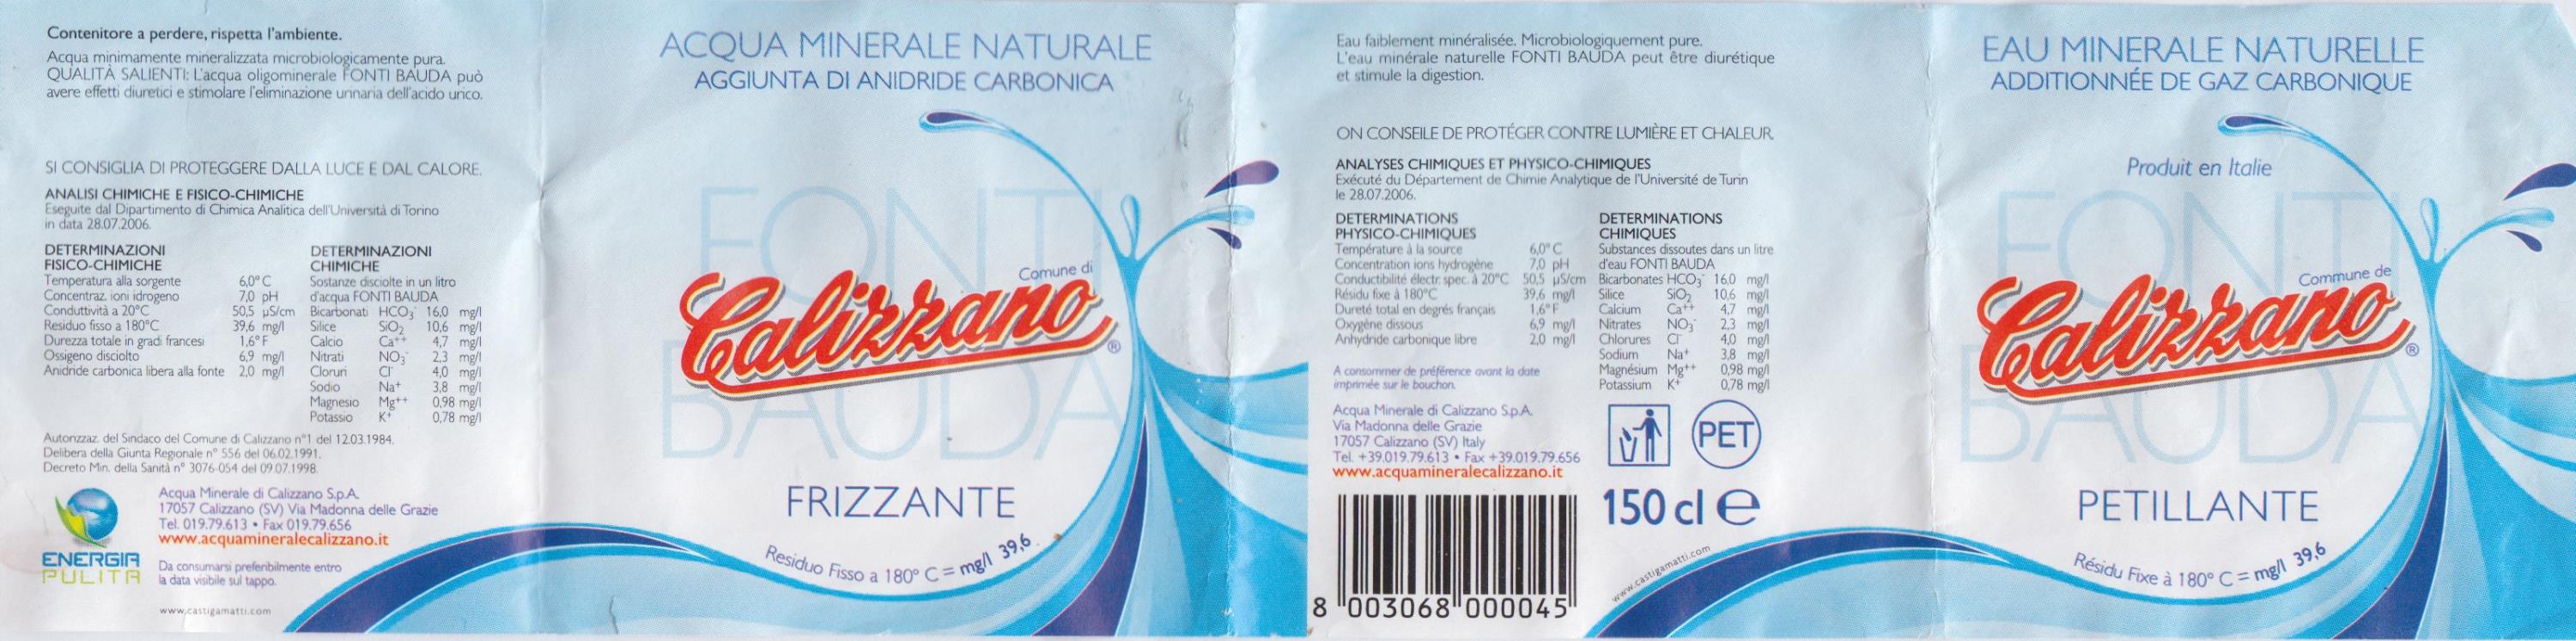 Contenitore a perdere, rispetta l'ambiente.
Acqua minimamente mineralizzata microbiologicamente pura.
QUALITÀ SALIENTI: L'acqua oligominerale FONTI BAUDA può
avere effetti diuretici e stimolare l'eliminazione urinaria dell'acido urico.
SI CONSIGLIA DI PROTEGGERE DALLA LUCE E DAL CALORE.
ANALISI CHIMICHE E FISICO-CHIMICHE
Eseguite dal Dipartimento di Chimica Analitica dell'Università di Torino
in data 28.07.2006.
DETERMINAZIONI
FISICO-CHIMICHE
Temperatura alla sorgente 6,0° C
Concentraz. ioni idrogeno 7,0 pH
Conduttività a 20°C 50,5 µS/cm
Residuo fisso a 180°C 39,6 mg/l
Durezza totale in gradi francesi 1,6° F
Ossigeno disciolto 6,9 mg/l
Anidride carbonica libera alla fonte 2,0 mg/l
DETERMINAZIONI
CHIMICHE
Sostanze disciolte in un litro
d'acqua FONTI BAUDA
Bicarbonati HCO3- 16,0 mg/l
Silice SiO2 10,6 mg/l
Calcio Ca++ 4,7 mg/l
Nitrati NO3- 2,3 mg/l
Cloruri Cl- 4,0 mg/l
Sodio Na+ 3,8 mg/l
Magnesio Mg++ 0,98 mg/l
Potassio K+ 0,78 mg/l
Autorizzaz. del Sindaco del Comune di Calizzano n°1 del 12.03.1984.
Delibera della Giunta Regionale n° 556 del 06.02.1991.
Decreto Min. della Sanità n° 3076-054 del 09.07.1998.
ENERGIA
PULITA
Acqua Minerale di Calizzano S.p.A.
17057 Calizzano (SV) Via Madonna delle Grazie
Tel. 019.79.613 • Fax 019.79.656
www.acquamineralecalizzano.it
Da consumarsi preferibilmente entro
la data visibile sul tappo.
www.castigamatti.com
ACQUA MINERALE NATURALE
AGGIUNTA DI ANIDRIDE CARBONICA
FONTI
Comune di
Calizzano ®
BAUDA
FRIZZANTE
Residuo Fisso a 180° C = mg/l 39,6
Eau faiblement minéralisée. Microbiologiquement pure.
L'eau minérale naturelle FONTI BAUDA peut être diurétique
et stimule la digestion.
ON CONSEILE DE PROTÉGER CONTRE LUMIÈRE ET CHALEUR.
ANALYSES CHIMIQUES ET PHYSICO-CHIMIQUES
Exécuté du Département de Chimie Analytique de l'Université de Turin
le 28.07.2006.
DETERMINATIONS
PHYSICO-CHIMIQUES
Température à la source 6,0° C
Concentration ions hydrogène 7,0 pH
Conductibilité électr. spec. à 20°C 50,5 µS/cm
Résidu fixe à 180°C 39,6 mg/l
Dureté total en degrés français 1,6° F
Oxygène dissous 6,9 mg/l
Anhydride carbonique libre 2,0 mg/l
DETERMINATIONS
CHIMIQUES
Substances dissoutes dans un litre
d'eau FONTI BAUDA
Bicarbonates HCO3- 16,0 mg/l
Silice SiO2 10,6 mg/l
Calcium Ca++ 4,7 mg/l
Nitrates NO3- 2,3 mg/l
Chlorures Cl- 4,0 mg/l
Sodium Na+ 3,8 mg/l
Magnésium Mg++ 0,98 mg/l
Potassium K+ 0,78 mg/l
A consommer de préférence avant la date
imprimée sur le bouchon.
Acqua Minerale di Calizzano S.p.A.
Via Madonna delle Grazie
17057 Calizzano (SV) Italy
Tel. +39.019.79.613 • Fax +39.019.79.656
www.acquamineralecalizzano.it
PET
150 cl e
8 003068 000045
www.castigamatti.com
EAU MINERALE NATURELLE
ADDITIONNÉE DE GAZ CARBONIQUE
Produit en Italie
FONTI
Commune de
Calizzano ®
BAUDA
PETILLANTE
Résidu Fixe à 180° C = mg/l 39,6